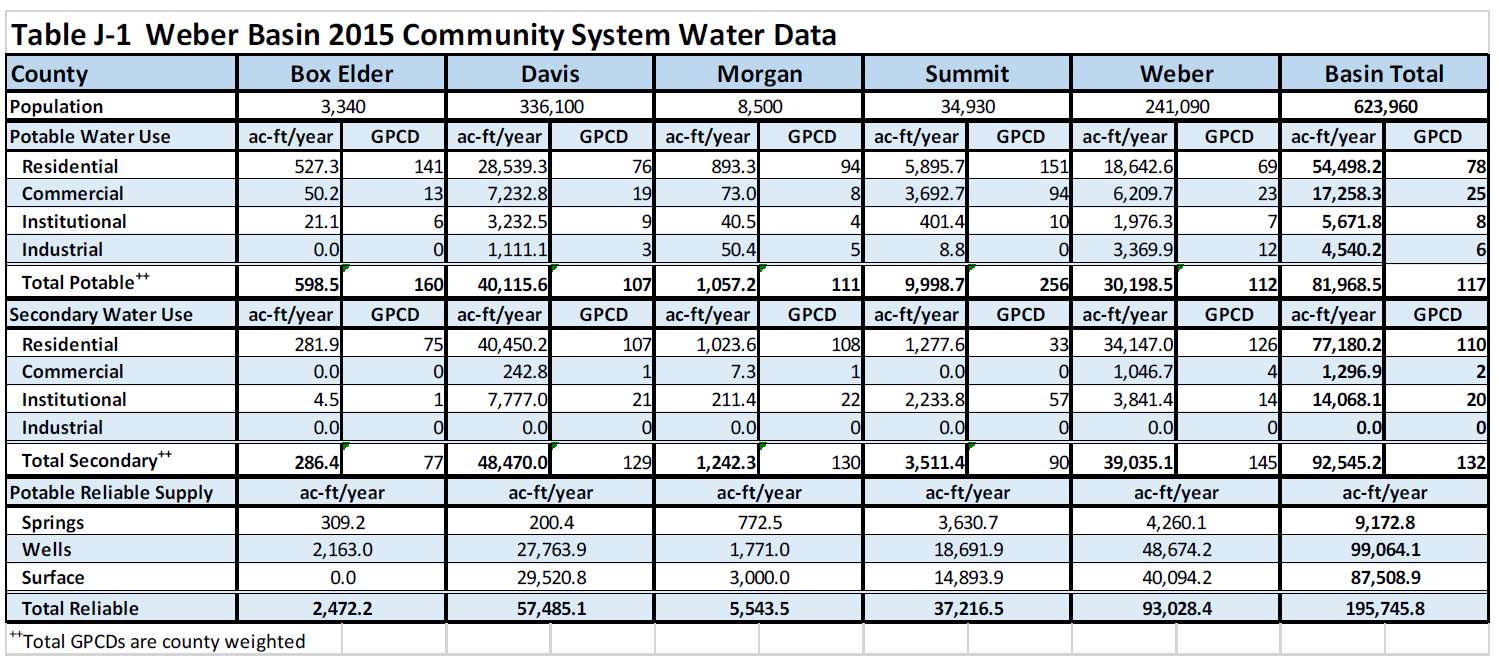 Table J-1 Weber Basin 2015 Community System Water Data
County Box Elder Davis Morgan Summit Weber Basin Total
Population 3,340 336,100 8,500 34,930 241,090 623,960
Potable Water Use ac-ft/year GPCD ac-ft/year GPCD ac-ft/year GPCD ac-ft/year GPCD ac-ft/year GPCD ac-ft/year GPCD
Residential 527.3 141 28,539.3 76 893.3 94 5,895.7 151 18,642.6 69 54,498.2 78
Commercial 50.2 13 7,232.8 19 73.0 8 3,692.7 94 6,209.7 23 17,258.3 25
Institutional 21.1 6 3,232.5 9 40.5 4 401.4 10 1,976.3 7 5,671.8 8
Industrial 0.0 0 1,111.1 3 50.4 5 8.8 0 3,369.9 12 4,540.2 6
Total Potable++ 598.5 160 40,115.6 107 1,057.2 111 9,998.7 256 30,198.5 112 81,968.5 117
Secondary Water Use ac-ft/year GPCD ac-ft/year GPCD ac-ft/year GPCD ac-ft/year GPCD ac-ft/year GPCD ac-ft/year GPCD
Residential 281.9 75 40,450.2 107 1,023.6 108 1,277.6 33 34,147.0 126 77,180.2 110
Commercial 0.0 0 242.8 1 7.3 1 0.0 0 1,046.7 4 1,296.9 2
Institutional 4.5 1 7,777.0 21 211.4 22 2,233.8 57 3,841.4 14 14,068.1 20
Industrial 0.0 0 0.0 0 0.0 0 0.0 0 0.0 0 0.0 0
Total Secondary++ 286.4 77 48,470.0 129 1,242.3 130 3,511.4 90 39,035.1 145 92,545.2 132
Potable Reliable Supply ac-ft/year ac-ft/year ac-ft/year ac-ft/year ac-ft/year ac-ft/year
Springs 309.2 200.4 772.5 3,630.7 4,260.1 9,172.8
Wells 2,163.0 27,763.9 1,771.0 18,691.9 48,674.2 99,064.1
Surface 0.0 29,520.8 3,000.0 14,893.9 40,094.2 87,508.9
Total Reliable 2,472.2 57,485.1 5,543.5 37,216.5 93,028.4 195,745.8
++Total GPCDs are county weighted